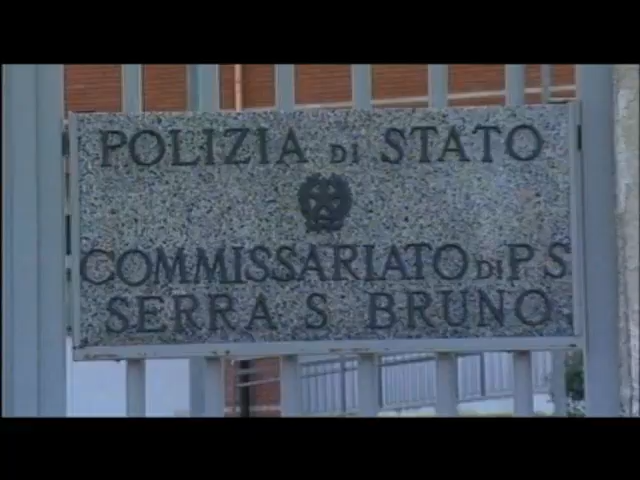 POLIZIA DI STATO
COMMISSARIATO DI P S
SERRA S BRUNO